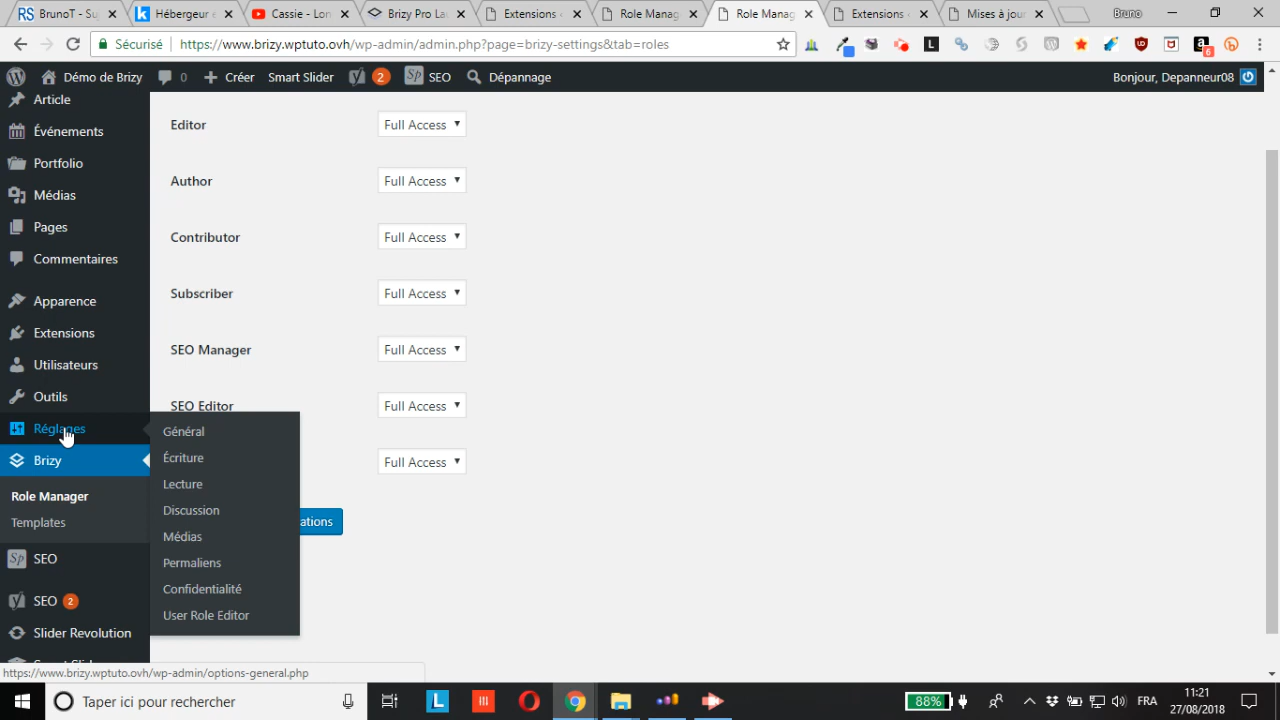 BrunoT - Su
Hébergeur e
Cassie - Lon
Brizy Pro La
Extensions ‹
Role Manag
Role Manag
Extensions ‹
Mises à jour
Bruno
Sécurisé
https://www.brizy.wptuto.ovh/wp-admin/admin.php?page=brizy-settings&tab=roles
6
Démo de Brizy
0
Créer
Smart Slider
2
SEO
Dépannage
Bonjour, Depanneur08
Article
Événements
Portfolio
Médias
Pages
Commentaires
Apparence
Extensions
Utilisateurs
Outils
Réglages
Brizy
Role Manager
Templates
SEO
SEO 2
Slider Revolution
Général
Écriture
Lecture
Discussion
Médias
Permaliens
Confidentialité
User Role Editor
Editor Full Access
Author Full Access
Contributor Full Access
Subscriber Full Access
SEO Manager Full Access
SEO Editor Full Access
Full Access
ations
https://www.brizy.wptuto.ovh/wp-admin/options-general.php
Taper ici pour rechercher
88%
FRA
11:21
27/08/2018